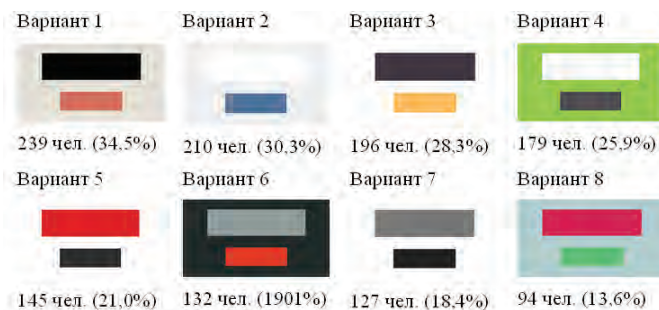 Вариант 1 Вариант 2 Вариант 3 Вариант 4
239 чел. (34.5%) 210 чел. (30,3%) 196 чел. (28,3%) 179 чел. (25,9%)
Вариант 5 Вариант 6 Вариант 7 Вариант 8
145 чел. (21,0%) 132 чел. (1901%) 127 чел. (18,4%) 94 чел. (13,6%)